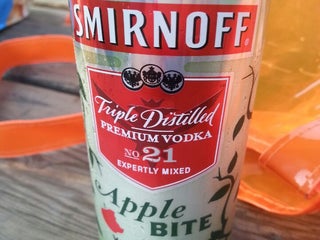 SMIRNOFF
Triple Distilled
PREMIUM VODKA
NO 21
EXPERTLY MIXED
Apple
BITE